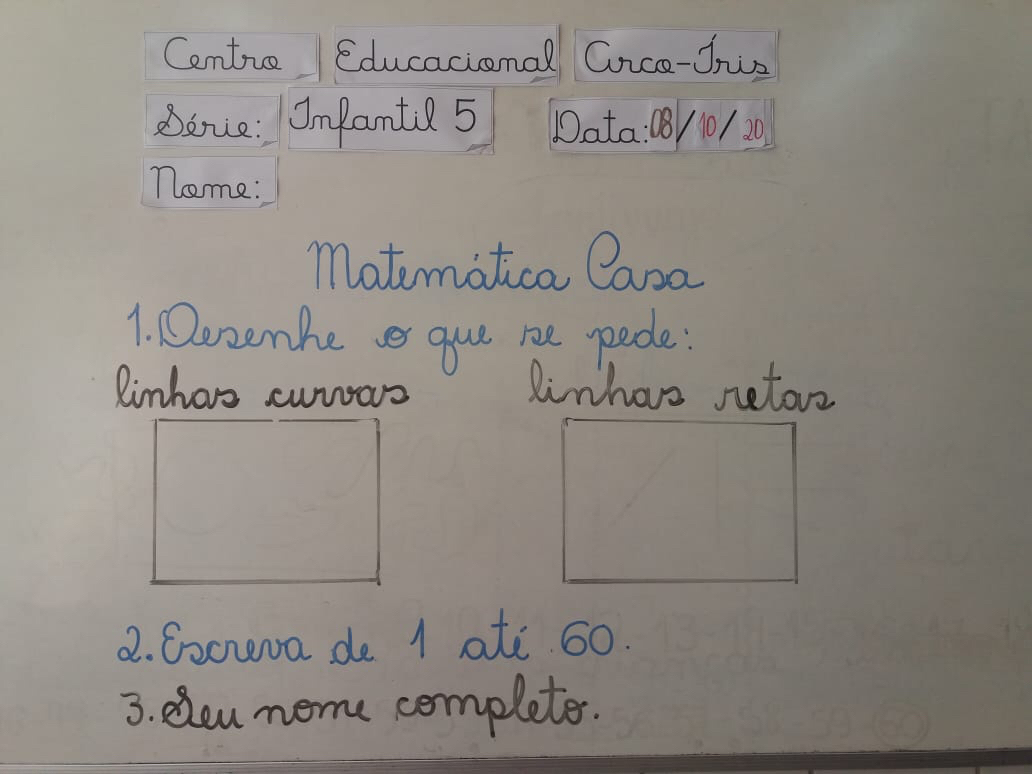 Centro Educacional Arco-Íris
Série: Infantil 5 Data: 08/10/20
Nome:
Matemática Casa
1. Desenhe o que se pede:
linhas curvas linhas retas
2. Escreva de 1 até 60.
3. Seu nome completo.